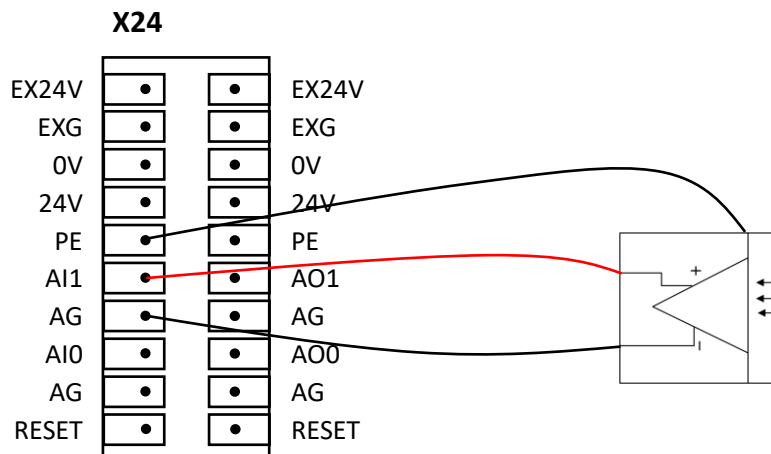 X24
EX24V EX24V
EXG EXG
0V 0V
24V 24V
PE PE
AI1 AO1
AG AG
AI0 AO0
AG AG
RESET RESET
+
−